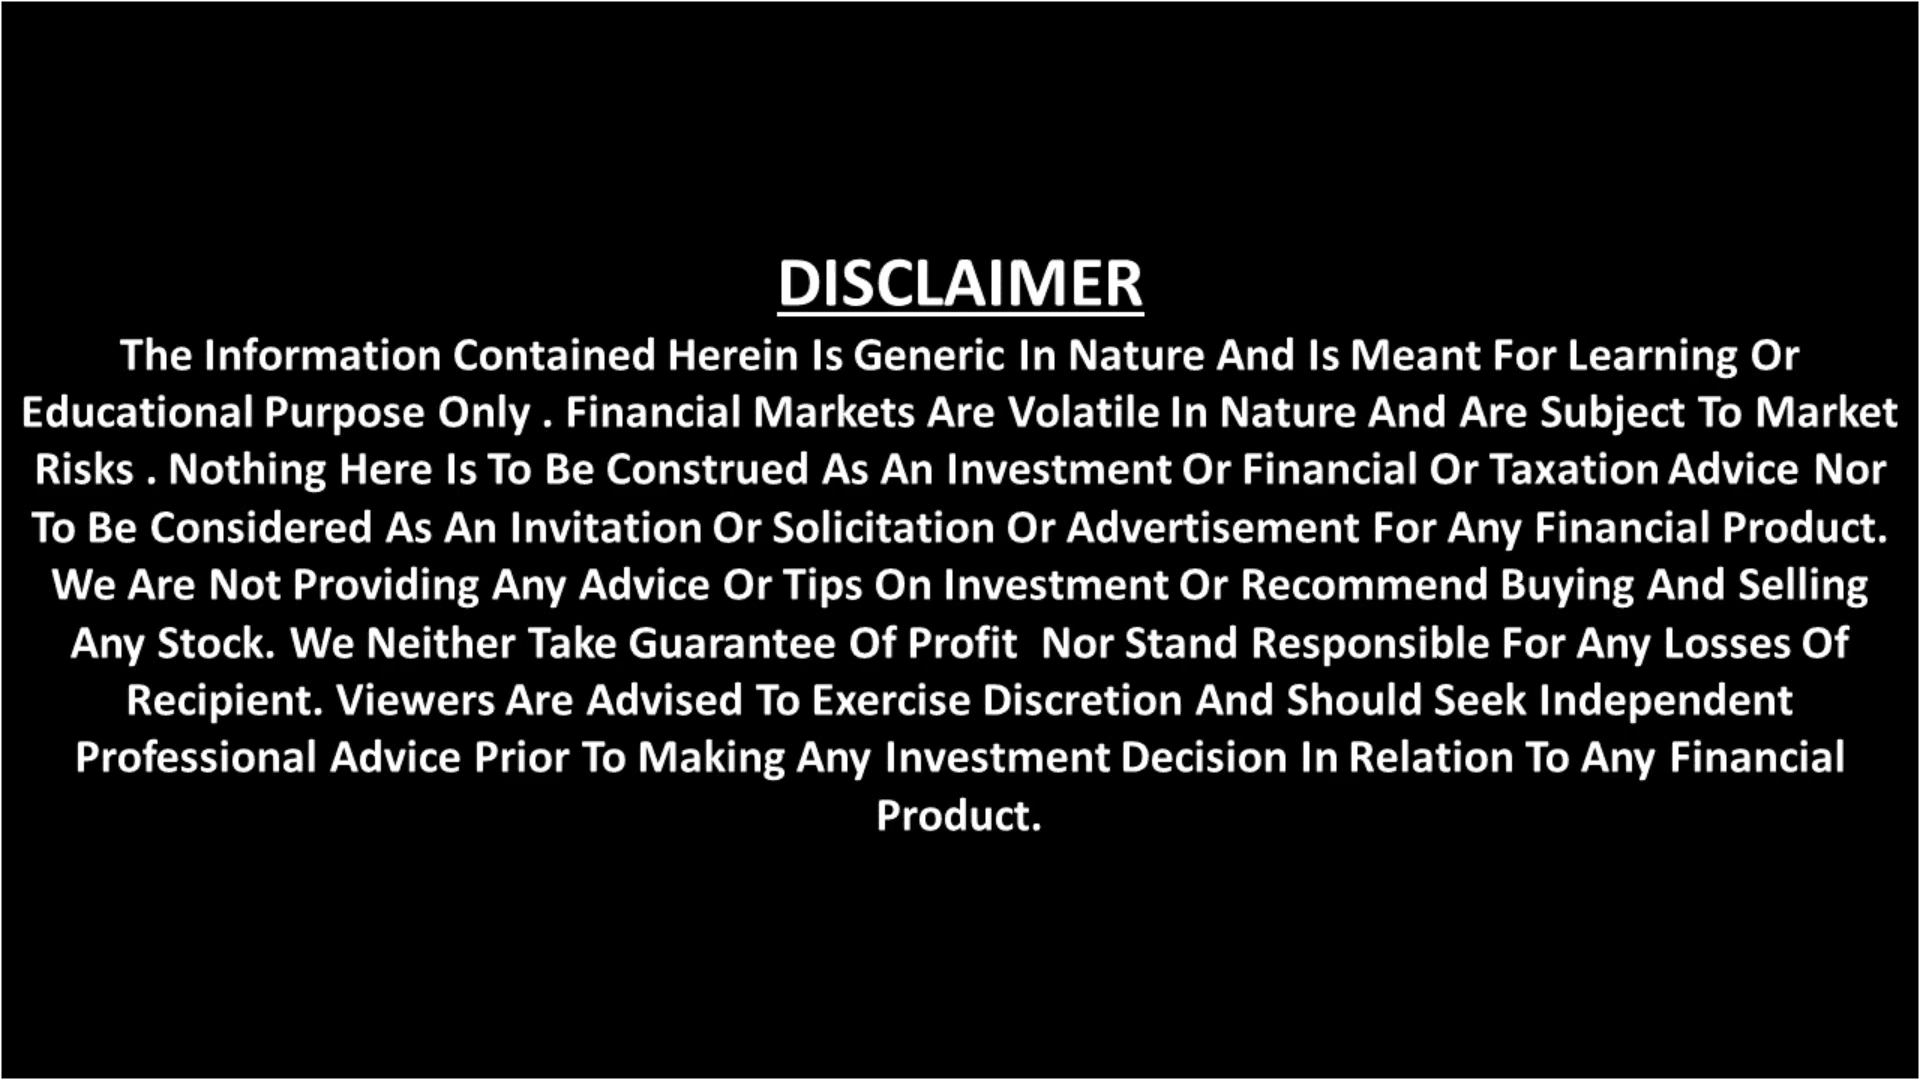 DISCLAIMER
The Information Contained Herein Is Generic In Nature And Is Meant For Learning Or
Educational Purpose Only . Financial Markets Are Volatile In Nature And Are Subject To Market
Risks . Nothing Here Is To Be Construed As An Investment Or Financial Or Taxation Advice Nor
To Be Considered As An Invitation Or Solicitation Or Advertisement For Any Financial Product.
We Are Not Providing Any Advice Or Tips On Investment Or Recommend Buying And Selling
Any Stock. We Neither Take Guarantee Of Profit  Nor Stand Responsible For Any Losses Of
Recipient. Viewers Are Advised To Exercise Discretion And Should Seek Independent
Professional Advice Prior To Making Any Investment Decision In Relation To Any Financial
Product.